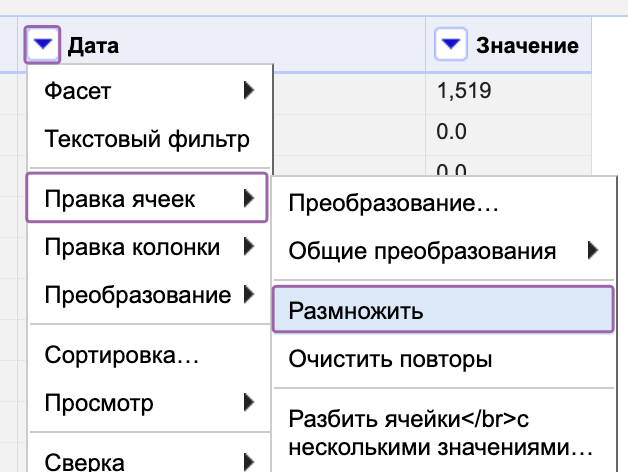 Дата
Значение
Фасет
1,519
Текстовый фильтр
0.0
0.0
Правка ячеек
Преобразование…
Правка колонки
Общие преобразования
Преобразование
Размножить
Сортировка…
Очистить повторы
Просмотр
Разбить ячейки</br>с
несколькими значениями…
Сверка